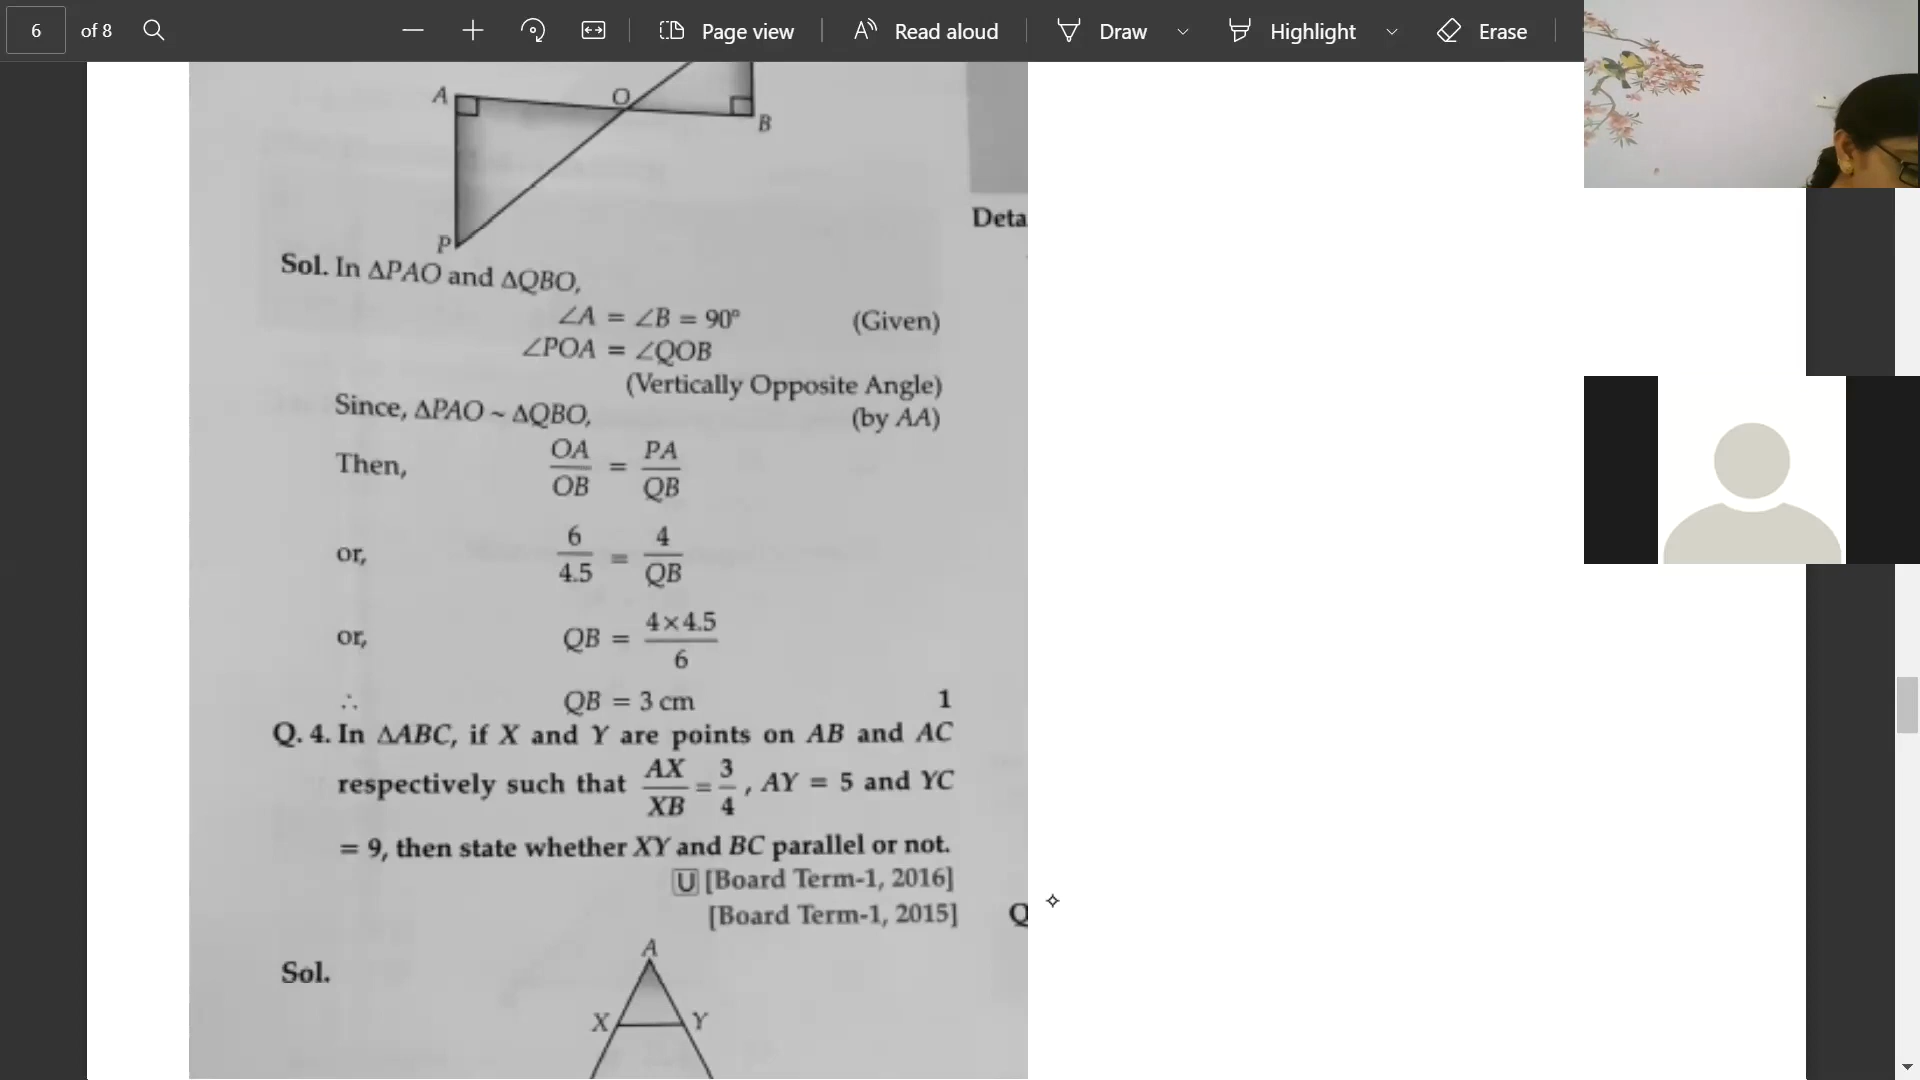 6 of 8 Page view Read aloud Draw Highlight Erase
A
O
B
P
Deta
Sol. In ΔPAO and ΔQBO,
∠A = ∠B = 90° (Given)
∠POA = ∠QOB
(Vertically Opposite Angle)
Since, ΔPAO ~ ΔQBO, (by AA)
Then, OA/OB = PA/QB
or, 6/4.5 = 4/QB
or, QB = 4×4.5/6
∴ QB = 3 cm 1
Q. 4. In ΔABC, if X and Y are points on AB and AC
respectively such that AX/XB = 3/4, AY = 5 and YC
= 9, then state whether XY and BC parallel or not.
U [Board Term-1, 2016]
[Board Term-1, 2015]
Q
Sol.
A
X Y